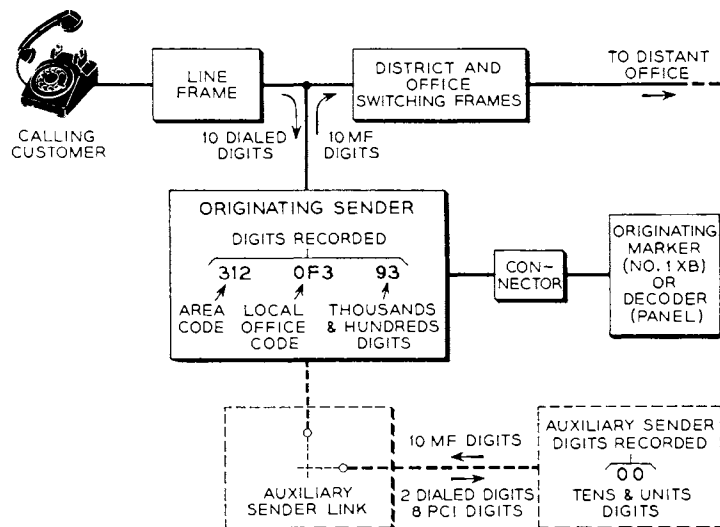 CALLING
CUSTOMER
LINE
FRAME
DISTRICT AND
OFFICE
SWITCHING FRAMES
TO DISTANT
OFFICE
10 DIALED
DIGITS
10 MF
DIGITS
ORIGINATING SENDER
DIGITS RECORDED
312 0F3 93
AREA
CODE
LOCAL
OFFICE
CODE
THOUSANDS
& HUNDREDS
DIGITS
CON-
NECTOR
ORIGINATING
MARKER
(NO. 1 XB)
OR
DECODER
(PANEL)
AUXILIARY
SENDER LINK
10 MF DIGITS
2 DIALED DIGITS
8 PCI DIGITS
AUXILIARY SENDER
DIGITS RECORDED
00
TENS & UNITS
DIGITS